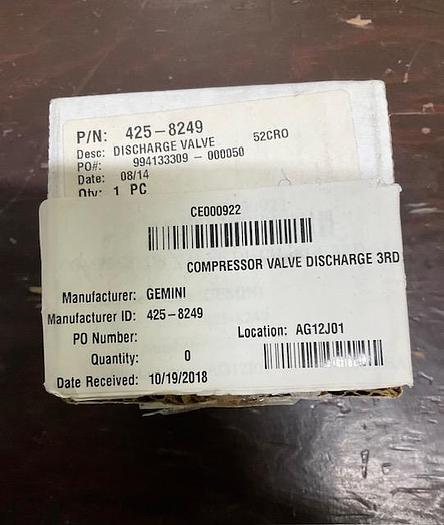 P/N: 425-8249
Desc: DISCHARGE VALVE 52CRO
PO#: 994133309-000050
Date: 08/14
Qty: 1 PC
CE000922
COMPRESSOR VALVE DISCHARGE 3RD
Manufacturer: GEMINI
Manufacturer ID: 425-8249
PO Number:
Location: AG12J01
Quantity: 0
Date Received: 10/19/2018